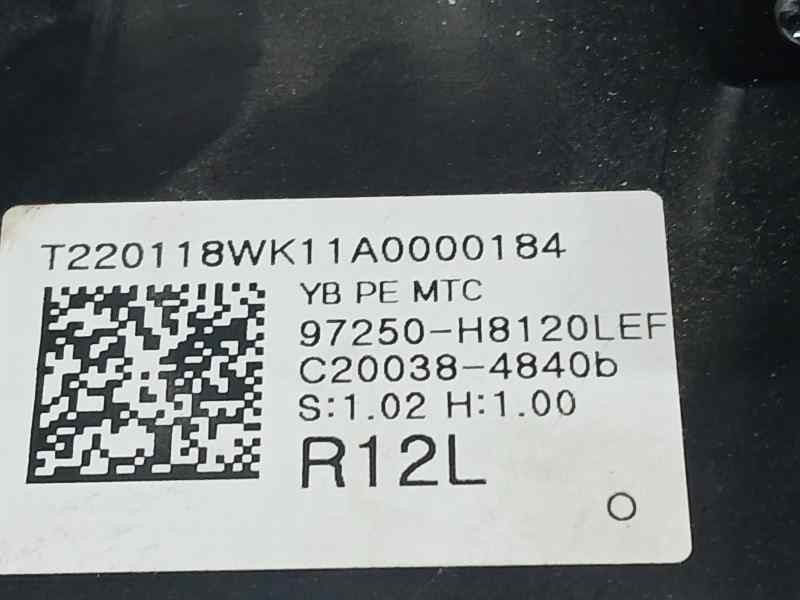 T220118WK11A0000184
YB PE MTC
97250-H8120LEF
C20038-4840b
S:1.02 H:1.00
R12L